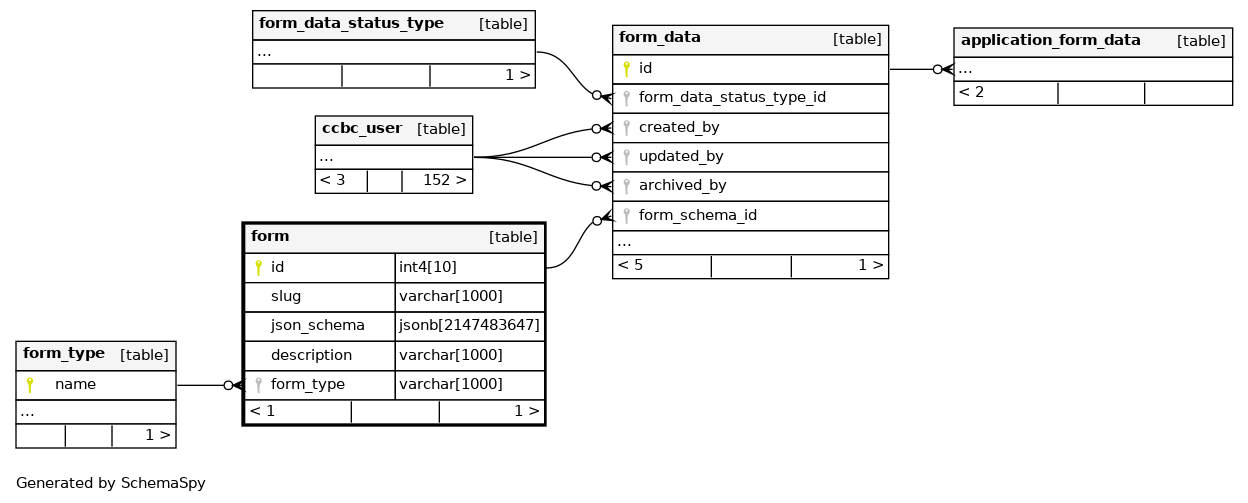 form_data_status_type [table]
...
1 >
form_data [table]
id
form_data_status_type_id
created_by
updated_by
archived_by
form_schema_id
...
< 5 1 >
application_form_data [table]
...
< 2
ccbc_user [table]
...
< 3 152 >
form [table]
id int4[10]
slug varchar[1000]
json_schema jsonb[2147483647]
description varchar[1000]
form_type varchar[1000]
< 1 1 >
form_type [table]
name
...
1 >
Generated by SchemaSpy